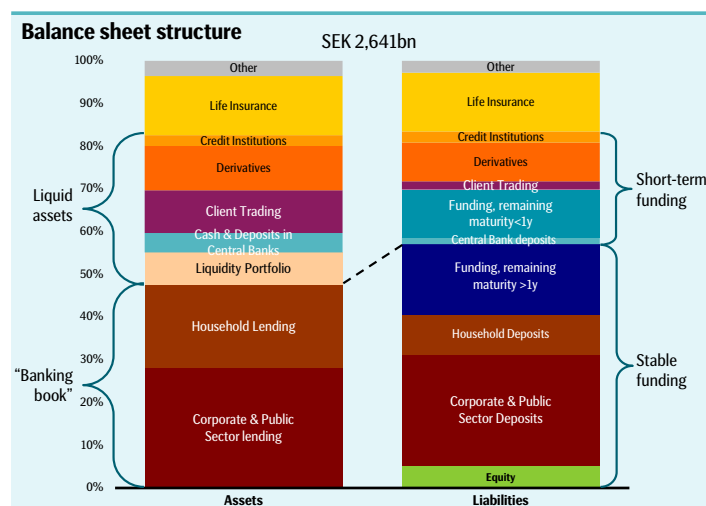 Balance sheet structure
SEK 2,641bn
100%
90%
80%
70%
60%
50%
40%
30%
20%
10%
0%
Liquid
assets
"Banking
book"
Other
Life Insurance
Credit Institutions
Derivatives
Client Trading
Cash & Deposits in
Central Banks
Liquidity Portfolio
Household Lending
Corporate & Public
Sector lending
Assets
Other
Life Insurance
Credit Institutions
Derivatives
Client Trading
Funding, remaining
maturity<1y
Central Bank deposits
Funding, remaining
maturity >1y
Household Deposits
Corporate & Public
Sector Deposits
Equity
Liabilities
Short-term
funding
Stable
funding